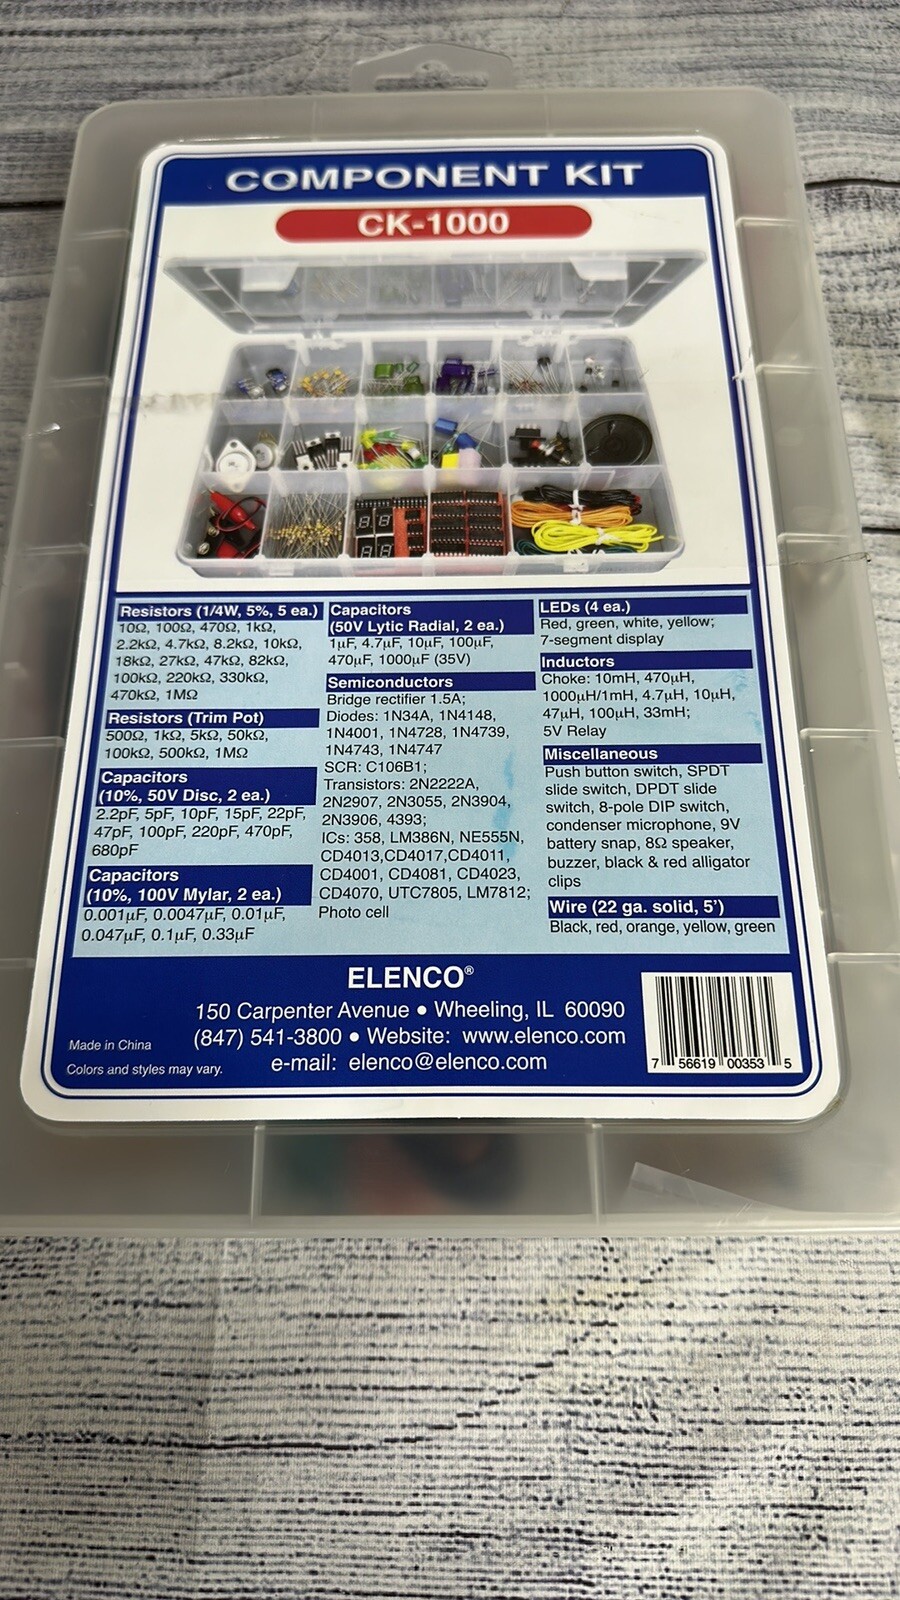 COMPONENT KIT
CK-1000
Resistors (1/4W, 5%, 5 ea.)
10Ω, 100Ω, 470Ω, 1kΩ,
2.2kΩ, 4.7kΩ, 8.2kΩ, 10kΩ,
18kΩ, 27kΩ, 47kΩ, 82kΩ,
100kΩ, 220kΩ, 330kΩ,
470kΩ, 1MΩ
Resistors (Trim Pot)
500Ω, 1kΩ, 5kΩ, 50kΩ,
100kΩ, 500kΩ, 1MΩ
Capacitors
(10%, 50V Disc, 2 ea.)
2.2pF, 5pF, 10pF, 15pF, 22pF,
47pF, 100pF, 220pF, 470pF,
680pF
Capacitors
(10%, 100V Mylar, 2 ea.)
0.001µF, 0.0047µF, 0.01µF,
0.047µF, 0.1µF, 0.33µF
Capacitors
(50V Lytic Radial, 2 ea.)
1µF, 4.7µF, 10µF, 100µF,
470µF, 1000µF (35V)
Semiconductors
Bridge rectifier 1.5A;
Diodes: 1N34A, 1N4148,
1N4001, 1N4728, 1N4739,
1N4743, 1N4747
SCR: C106B1;
Transistors: 2N2222A,
2N2907, 2N3055, 2N3904,
2N3906, 4393;
ICs: 358, LM386N, NE555N,
CD4013,CD4017,CD4011,
CD4001, CD4081, CD4023,
CD4070, UTC7805, LM7812;
Photo cell
LEDs (4 ea.)
Red, green, white, yellow;
7-segment display
Inductors
Choke: 10mH, 470µH,
1000µH/1mH, 4.7µH, 10µH,
47µH, 100µH, 33mH;
5V Relay
Miscellaneous
Push button switch, SPDT
slide switch, DPDT slide
switch, 8-pole DIP switch,
condenser microphone, 9V
battery snap, 8Ω speaker,
buzzer, black & red alligator
clips
Wire (22 ga. solid, 5')
Black, red, orange, yellow, green
ELENCO®
150 Carpenter Avenue • Wheeling, IL 60090
(847) 541-3800 • Website: www.elenco.com
e-mail: elenco@elenco.com
Made in China
Colors and styles may vary.
7 56619 00353 5